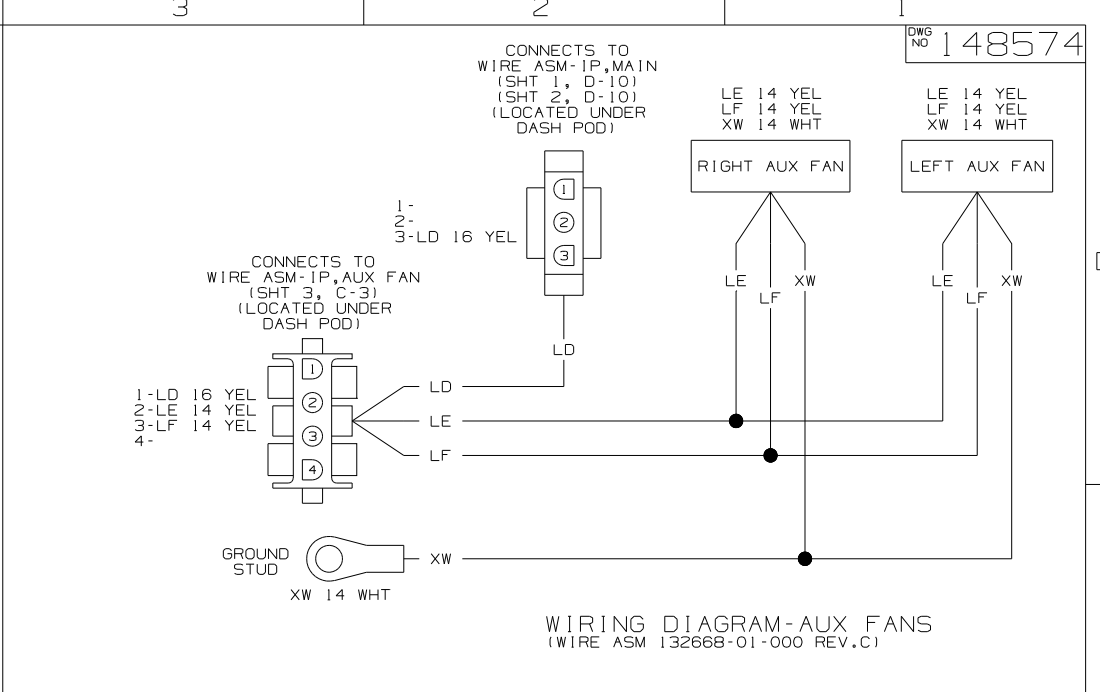 3
2
1
DWG NO 148574
CONNECTS TO
WIRE ASM-IP,MAIN
(SHT 1, D-10)
(SHT 2, D-10)
(LOCATED UNDER
DASH POD)
LE 14 YEL
LF 14 YEL
XW 14 WHT
LE 14 YEL
LF 14 YEL
XW 14 WHT
RIGHT AUX FAN
LEFT AUX FAN
1
2
3
1-
2-
3-LD 16 YEL
CONNECTS TO
WIRE ASM-IP,AUX FAN
(SHT 3, C-3)
(LOCATED UNDER
DASH POD)
LE
LF
XW
LE
LF
XW
LD
1
2
3
4
1-LD 16 YEL
2-LE 14 YEL
3-LF 14 YEL
4-
LD
LE
LF
GROUND
STUD
XW
XW 14 WHT
WIRING DIAGRAM-AUX FANS
(WIRE ASM 132668-01-000 REV.C)